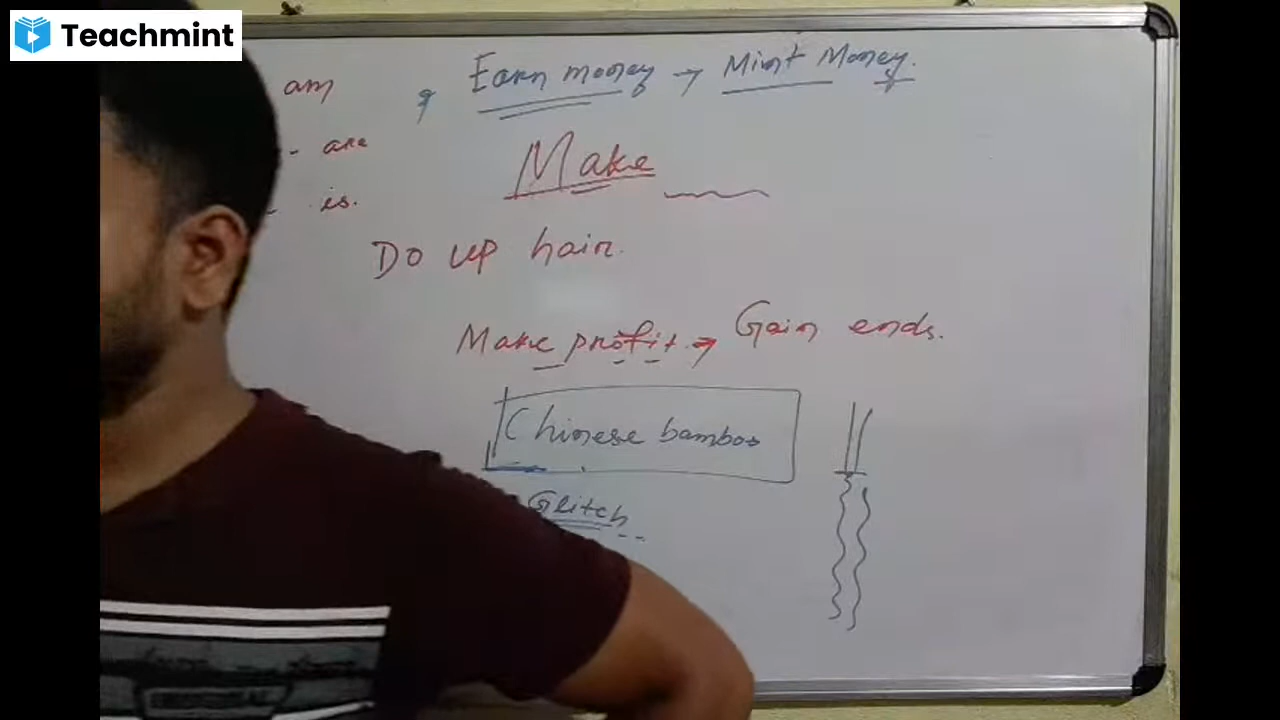 Teachmint
am
Earn money → Mint Money.
- are
Make
- is.
Do up hair.
Make profit. → Gain ends.
Chinese bamboo
Glitch